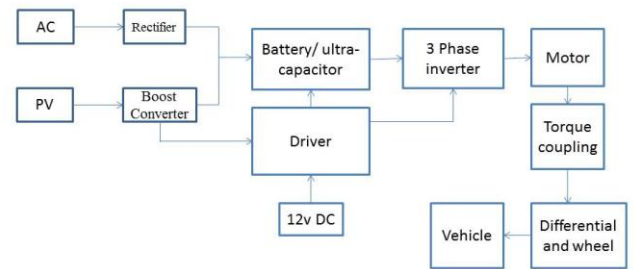 AC
Rectifier
Battery/ ultra-
capacitor
3 Phase
inverter
Motor
PV
Boost
Converter
Driver
Torque
coupling
12v DC
Vehicle
Differential
and wheel